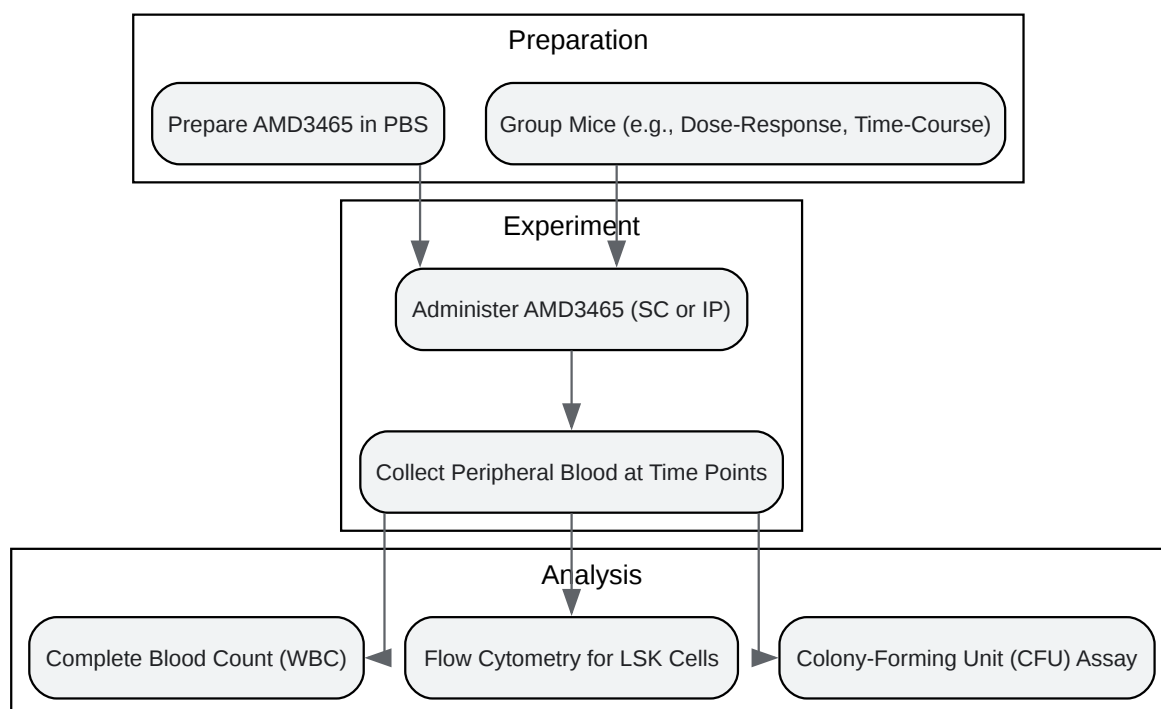 Preparation
Prepare AMD3465 in PBS
Group Mice (e.g., Dose-Response, Time-Course)
Experiment
Administer AMD3465 (SC or IP)
Collect Peripheral Blood at Time Points
Analysis
Complete Blood Count (WBC)
Flow Cytometry for LSK Cells
Colony-Forming Unit (CFU) Assay